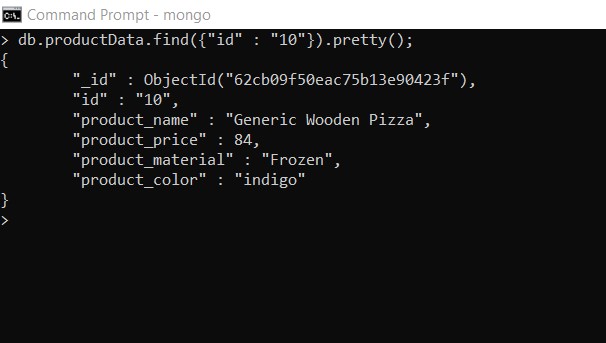 Command Prompt - mongo
> db.productData.find({"id" : "10"}).pretty();
{
        "_id" : ObjectId("62cb09f50eac75b13e90423f"),
        "id" : "10",
        "product_name" : "Generic Wooden Pizza",
        "product_price" : 84,
        "product_material" : "Frozen",
        "product_color" : "indigo"
}
>